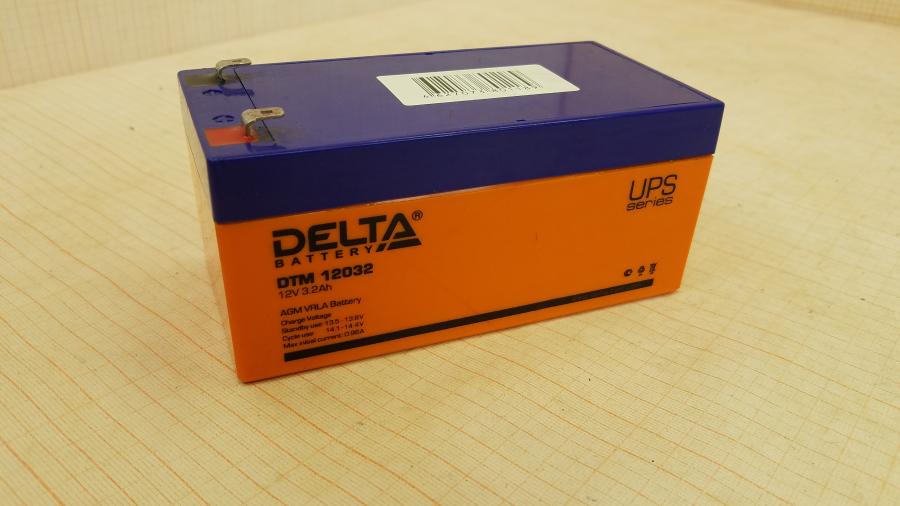 UPS
series
DELTA®
BATTERY
DTM 12032
12V 3.2Ah
AGM VRLA Battery
Charge Voltage
Standby use: 13.5-13.8V
Cycle use: 14.1-14.4V
Max initial current: 0.96A